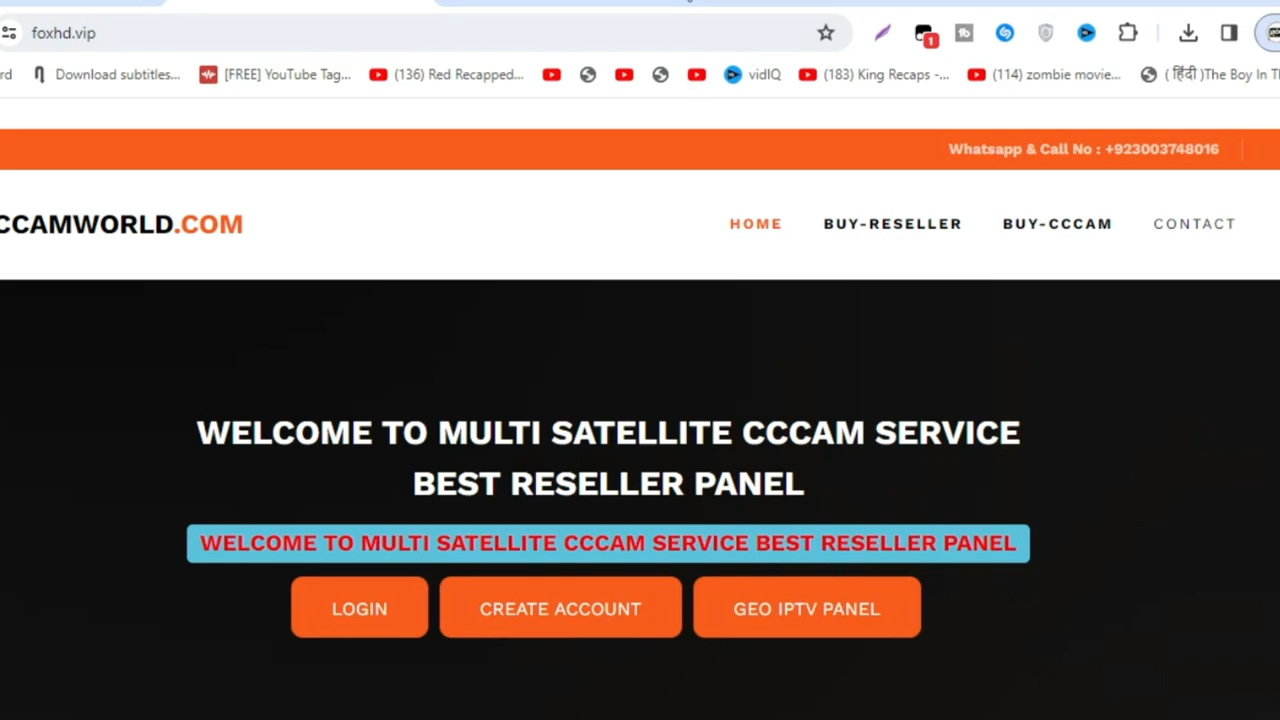 foxhd.vip
1
rd
Download subtitles...
[FREE] YouTube Tag...
(136) Red Recapped...
vidIQ
(183) King Recaps -...
(114) zombie movie...
( हिंदी )The Boy In Th
Whatsapp & Call No : +923003748016
CCAMWORLD.COM
HOME
BUY-RESELLER
BUY-CCCAM
CONTACT
WELCOME TO MULTI SATELLITE CCCAM SERVICE
BEST RESELLER PANEL
WELCOME TO MULTI SATELLITE CCCAM SERVICE BEST RESELLER PANEL
LOGIN
CREATE ACCOUNT
GEO IPTV PANEL